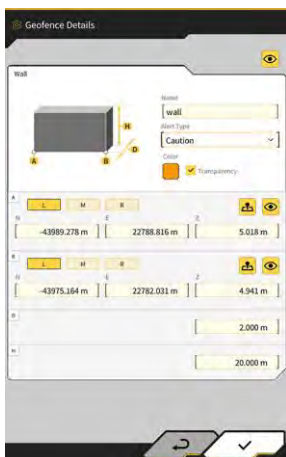 Geofence Details
Wall
Name
wall
Alert Type
Caution
Color
Transparency
H
D
A
B
A
L M R
N E Z
-43989.278 m 22788.816 m 5.018 m
B
L M R
N E Z
-43975.164 m 22782.031 m 4.941 m
D
2.000 m
H
20.000 m